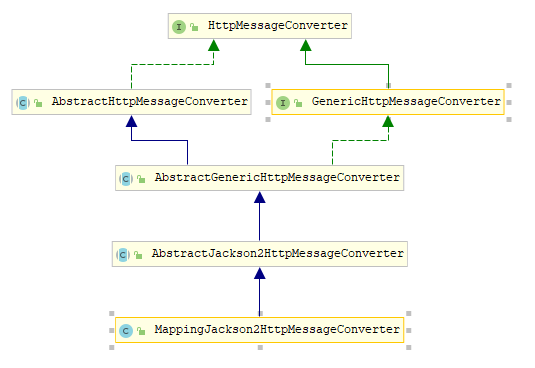 I HttpMessageConverter
C AbstractHttpMessageConverter
I GenericHttpMessageConverter
C AbstractGenericHttpMessageConverter
C AbstractJackson2HttpMessageConverter
C MappingJackson2HttpMessageConverter